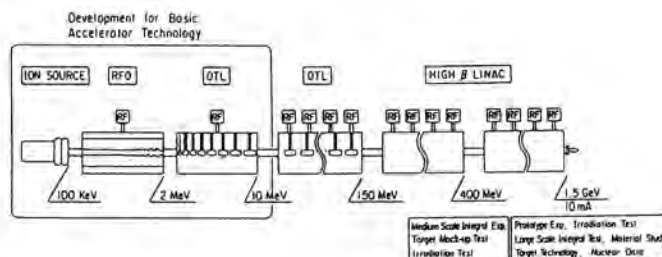 Development for Basic
Accelerator Technology
ION SOURCE RFQ DTL DTL HIGH β LINAC
RF RF RF RF RF RF RF RF RF RF RF RF RF RF
100 KeV 2 MeV 10 MeV 150 MeV 400 MeV 1.5 GeV
10 mA
Medium Scale Integral Exp. Prototype Exp, Irradiation Test
Target Mock-up Test Large Scale Integral Test, Material Stud
Irradiation Test Target Technology, Nuclear Data